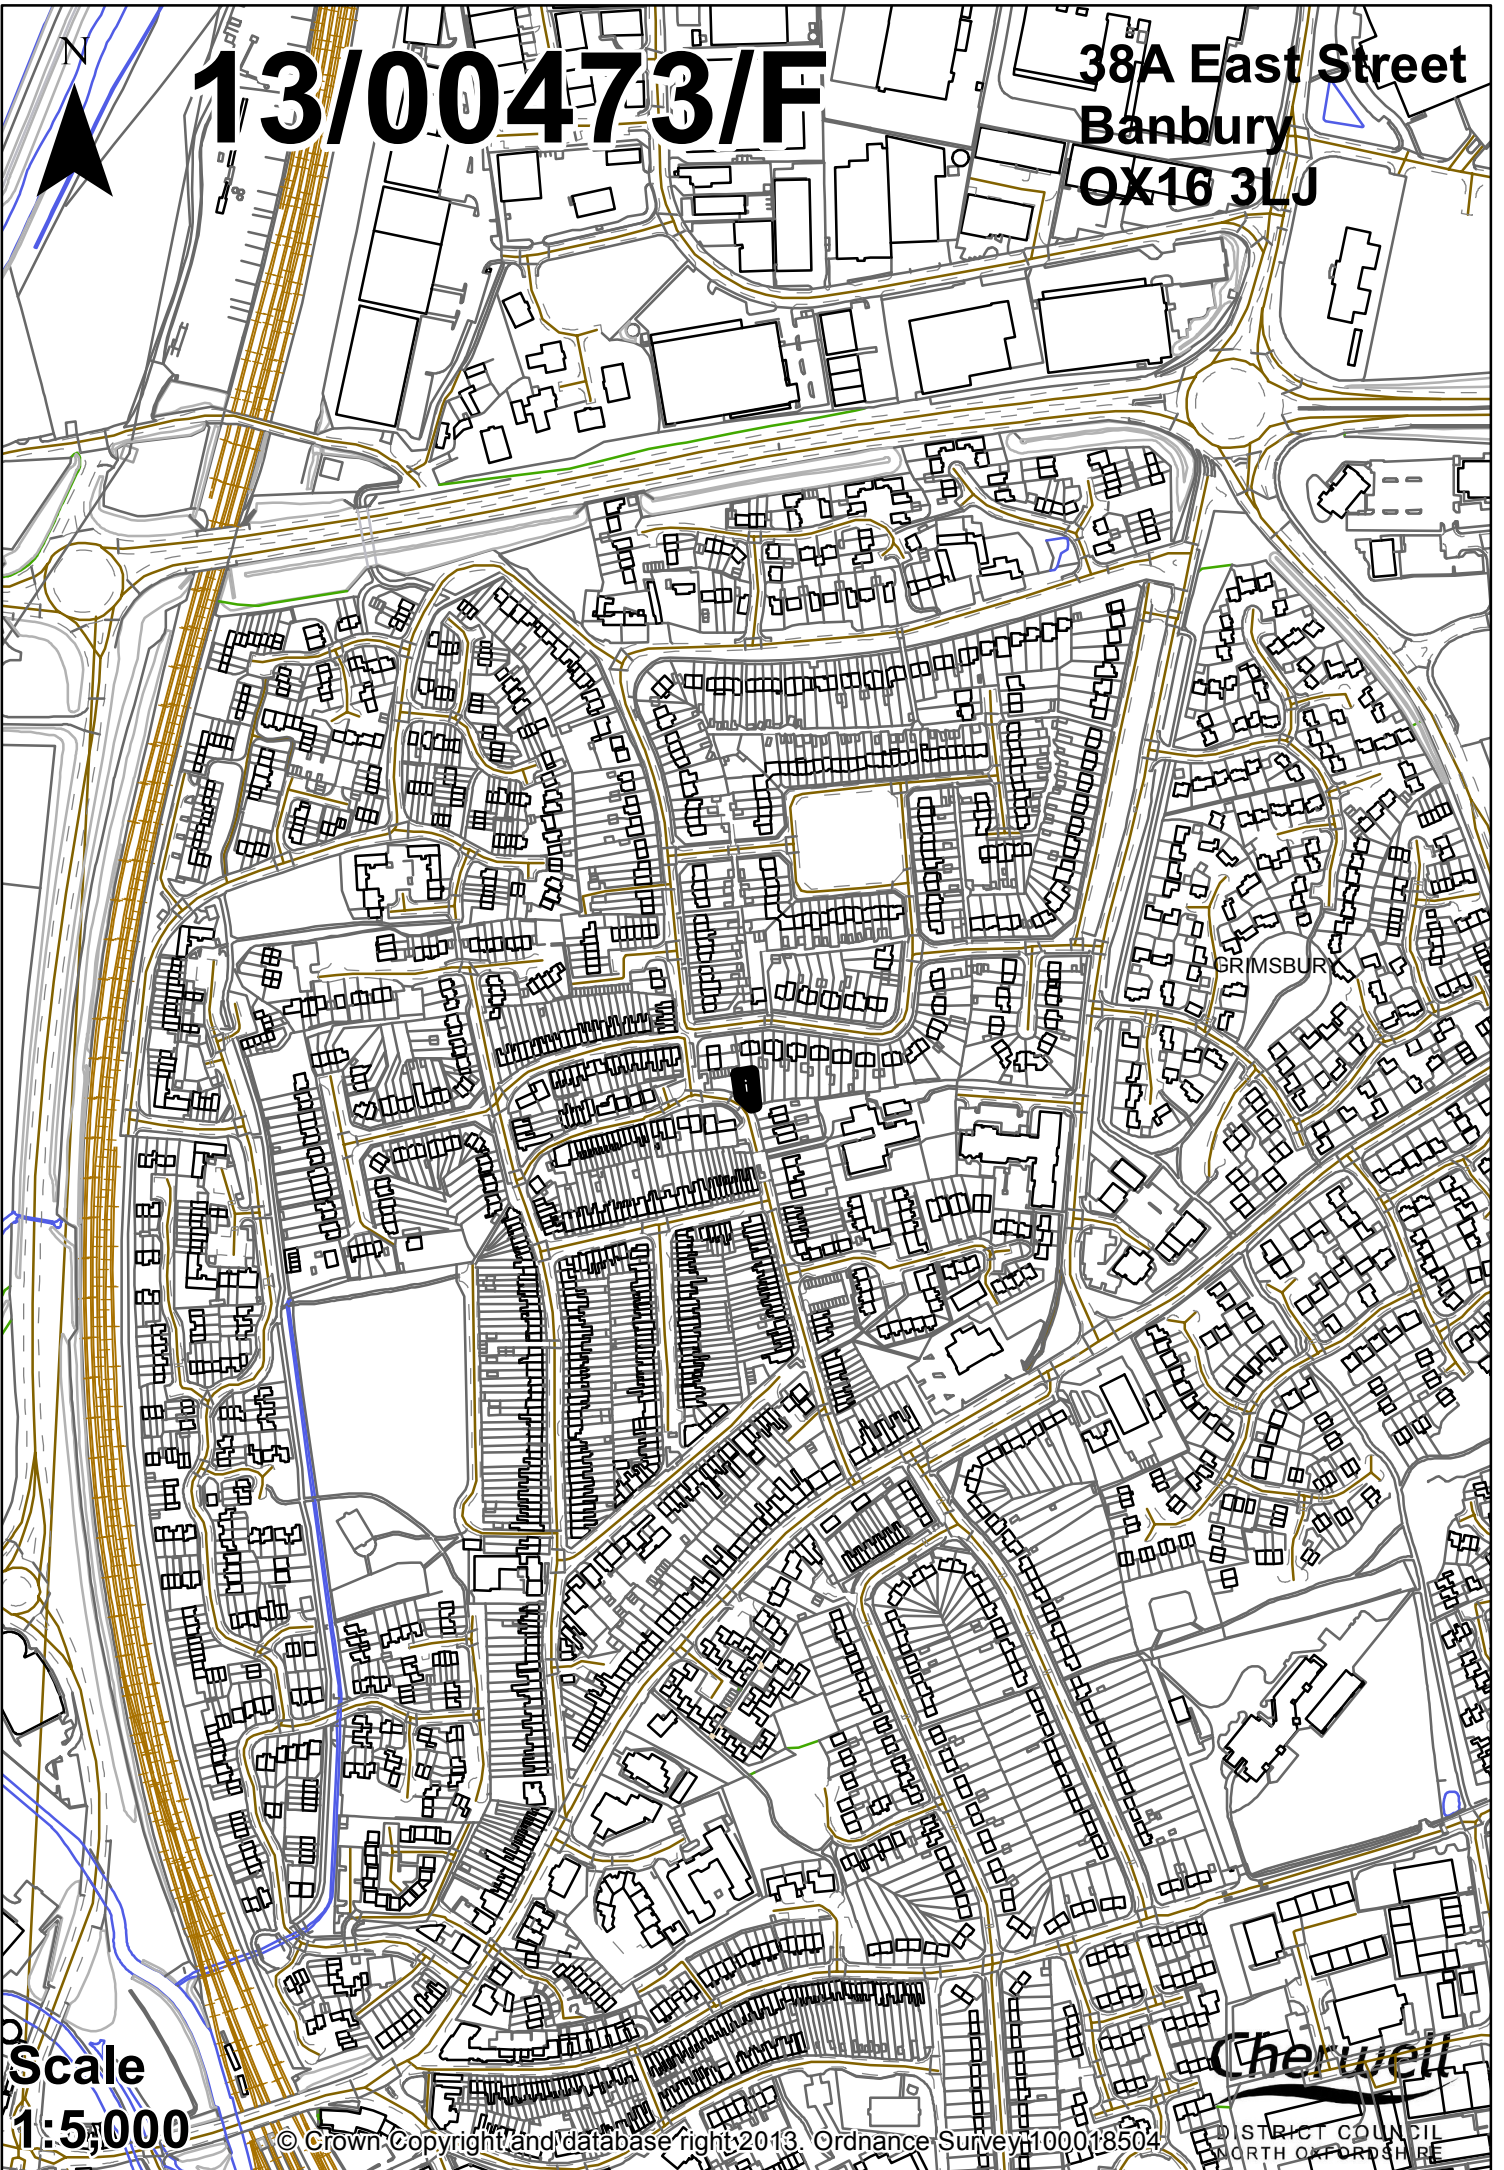 N
13/00473/F
38A East Street
Banbury
OX16 3LJ
GRIMSBURY
Scale
1:5,000
© Crown Copyright and database right 2013. Ordnance Survey 100018504
Cherwell
DISTRICT COUNCIL
NORTH OXFORDSHIRE